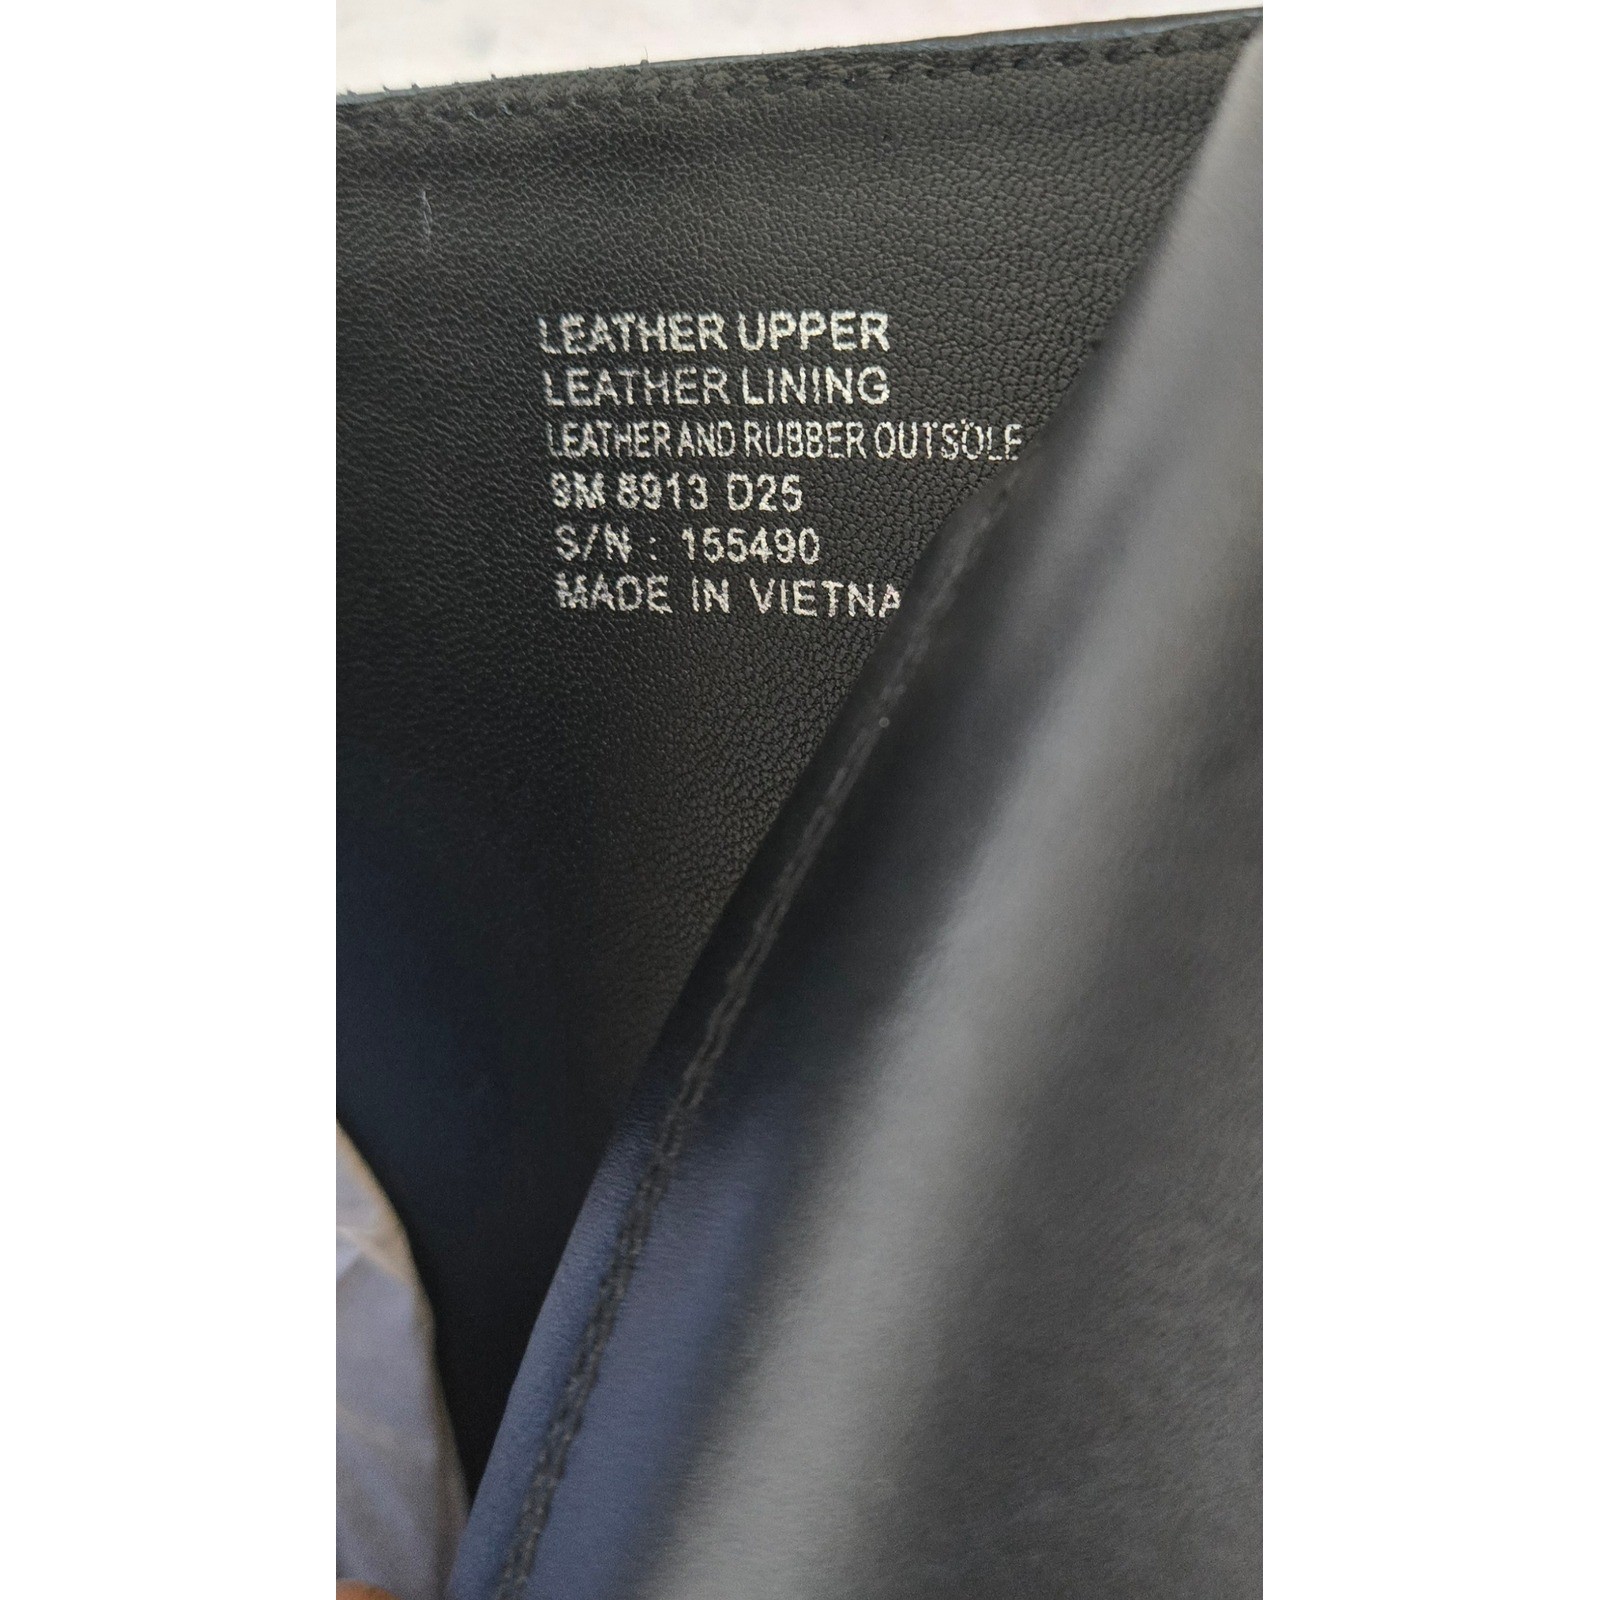 LEATHER UPPER
LEATHER LINING
LEATHER AND RUBBER OUTSOLE
9M 8913 D25
S/N : 155490
MADE IN VIETNA